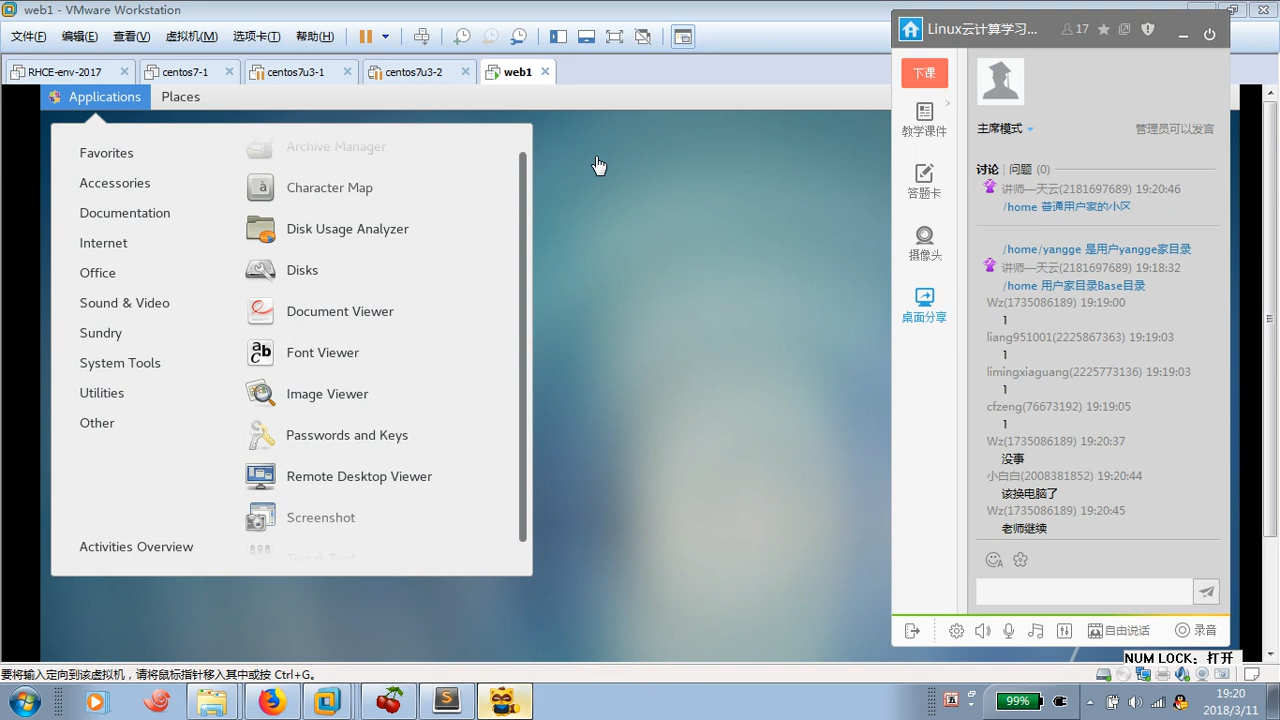 web1 - VMware Workstation
文件(F) 编辑(E) 查看(V) 虚拟机(M) 选项卡(T) 帮助(H)
RHCE-env-2017 centos7-1 centos7u3-1 centos7u3-2 web1
Applications Places
Favorites
Accessories
Documentation
Internet
Office
Sound & Video
Sundry
System Tools
Utilities
Other
Activities Overview
Archive Manager
Character Map
Disk Usage Analyzer
Disks
Document Viewer
Font Viewer
Image Viewer
Passwords and Keys
Remote Desktop Viewer
Screenshot
Tweak Tool
Linux云计算学习... 17
下课
教学课件
答题卡
摄像头
桌面分享
主席模式 管理员可以发言
讨论 | 问题 (0)
讲师—天云(2181697689) 19:20:46
/home 普通用户家的小区
/home/yangge 是用户yangge家目录
讲师—天云(2181697689) 19:18:32
/home 用户家目录Base目录
Wz(1735086189) 19:19:00
1
liang951001(2225867363) 19:19:03
1
limingxiaguang(2225773136) 19:19:03
1
cfzeng(76673192) 19:19:05
1
Wz(1735086189) 19:20:37
没事
小白白(2008381852) 19:20:44
该换电脑了
Wz(1735086189) 19:20:45
老师继续
自由说话 录音
NUM LOCK：打开
要将输入定向到该虚拟机，请将鼠标指针移入其中或按 Ctrl+G。
99%
19:20
2018/3/11